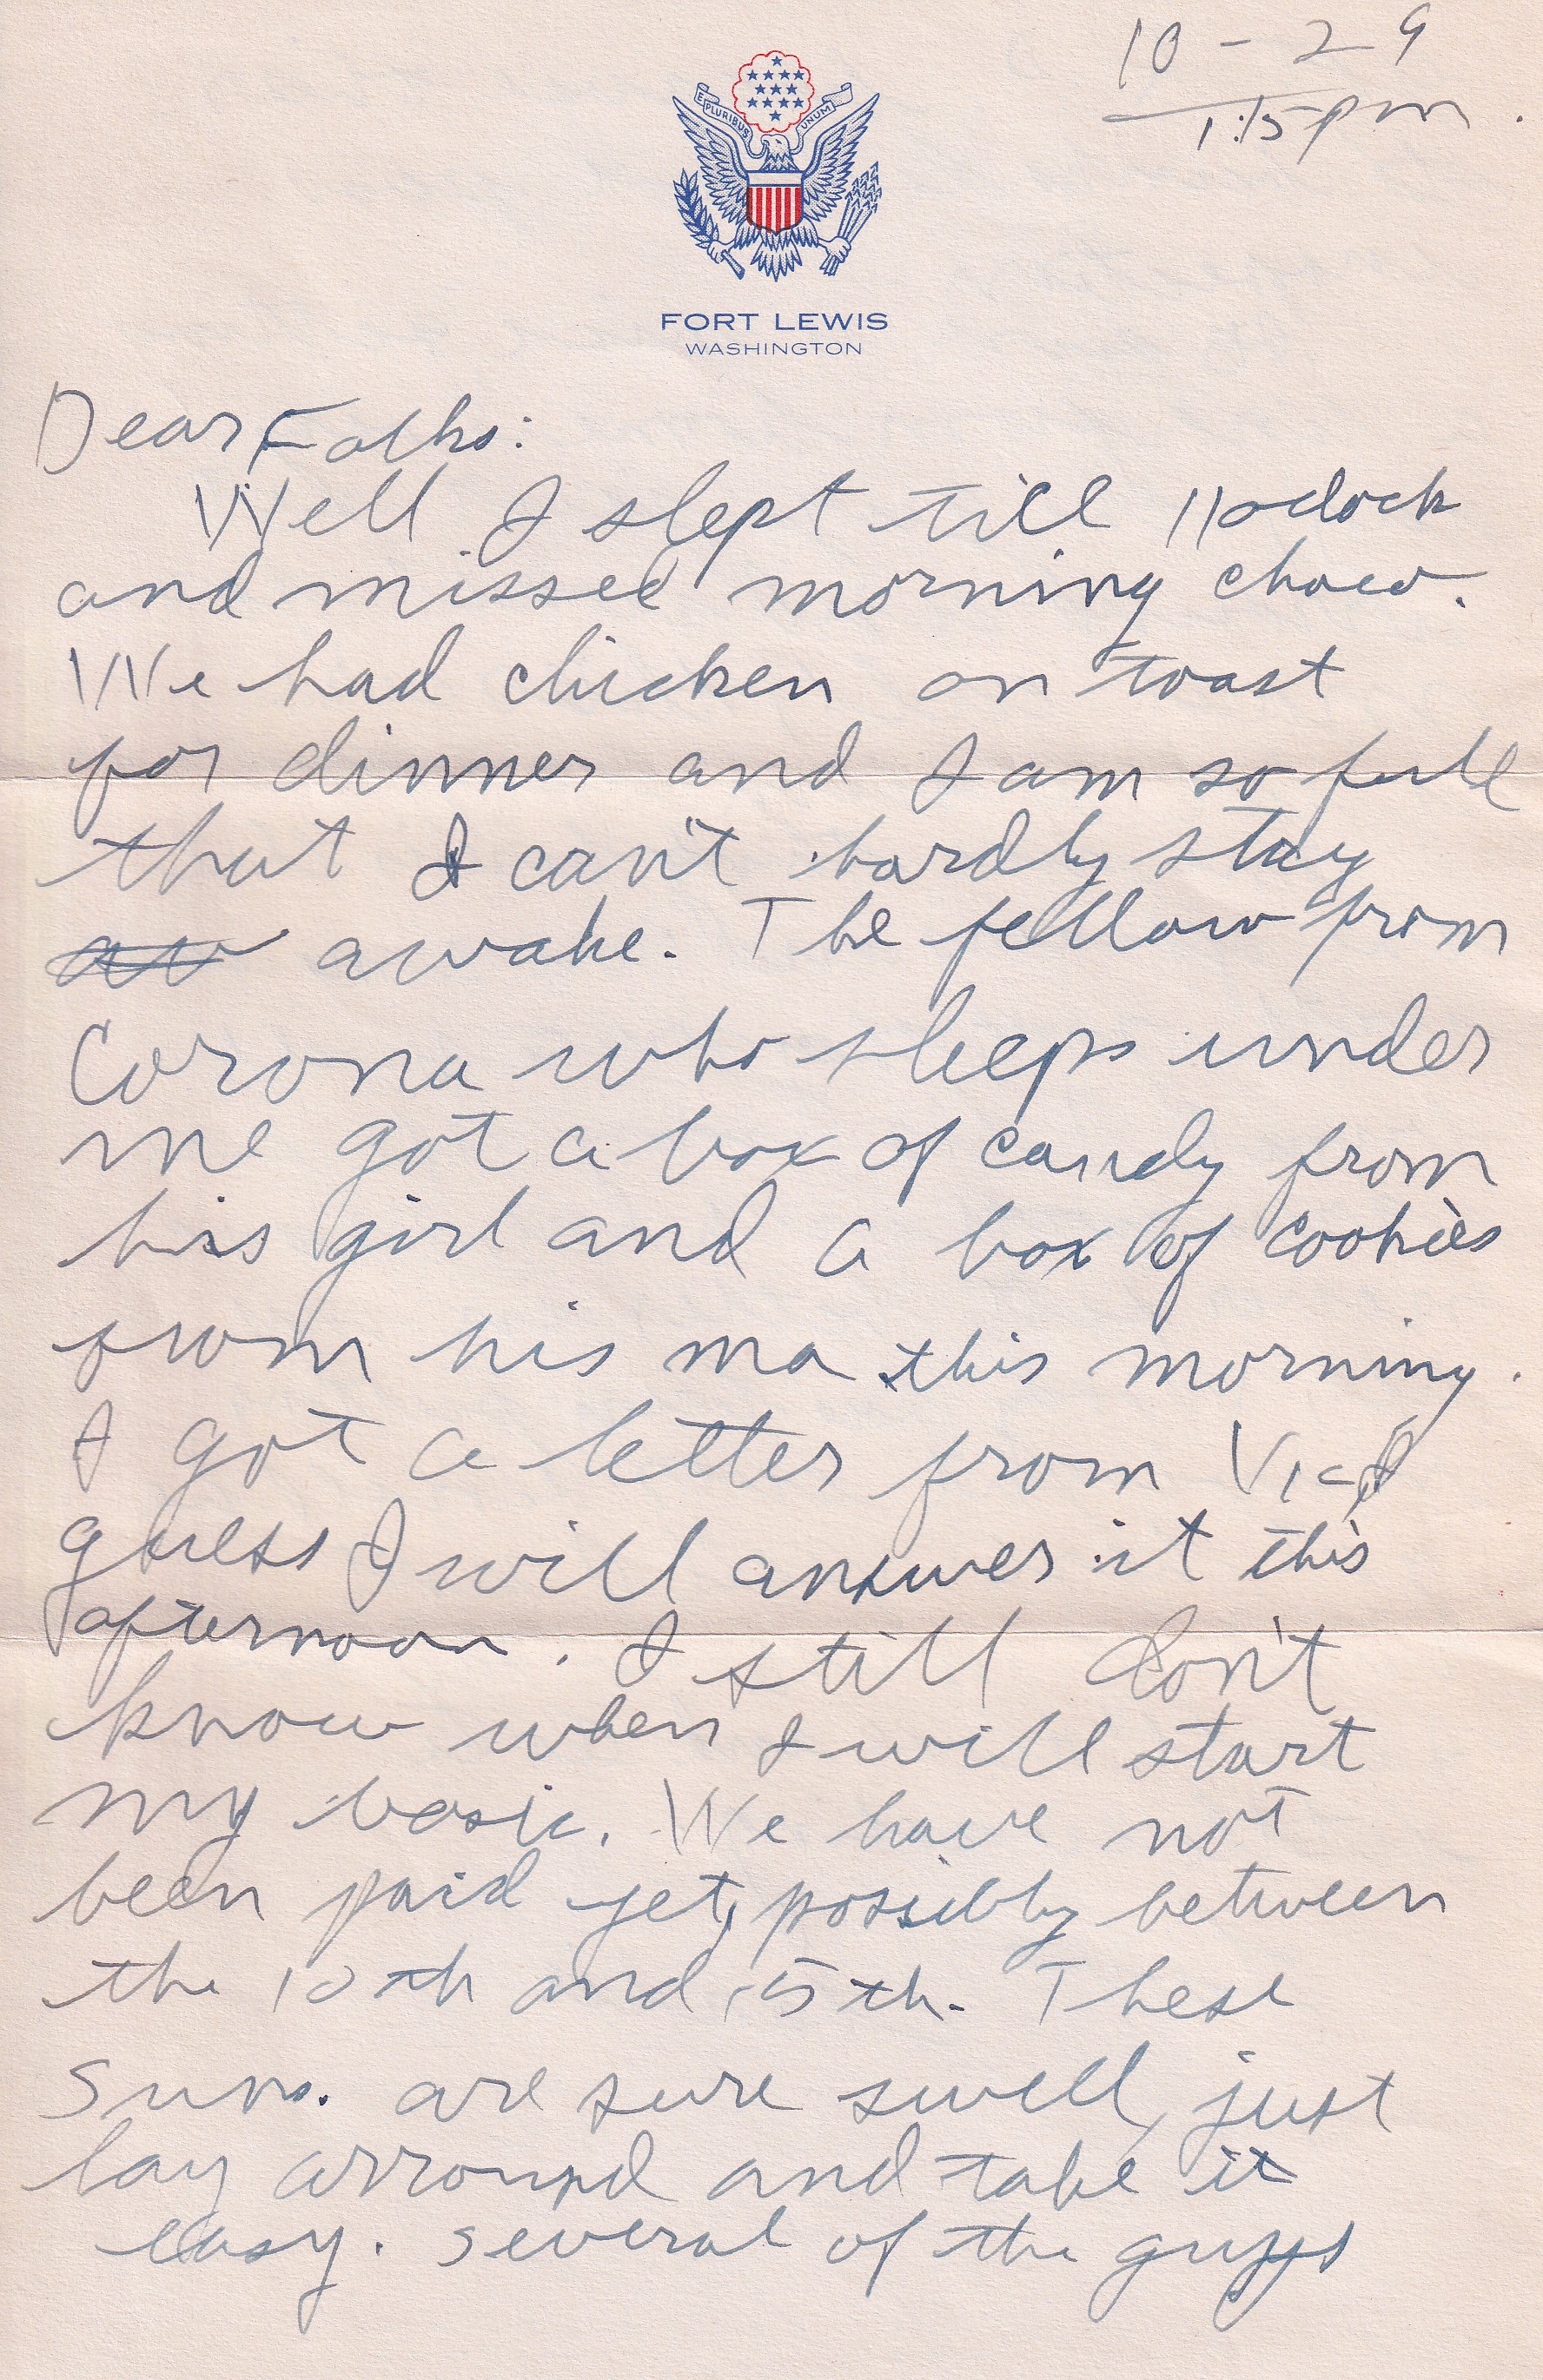 10-29
1:15 pm.
E PLURIBUS UNUM
FORT LEWIS
WASHINGTON
Dear Folks:
Well I slept till 11 oclock
and missed morning chow.
We had chicken on toast
for dinner and I am so full
that I can't hardly stay
aw awake. The fellow from
Corona who sleeps under
me got a box of candy from
his girl and a box of cookies
from his ma this morning.
I got a letter from Vic I
guess I will answer it this
afternoon. I still don't
know when I will start
my basic. We have not
been paid yet, possibly between
the 10th and 15th. These
Suns. are sure swell, just
lay arround and take it
easy. Several of the guys